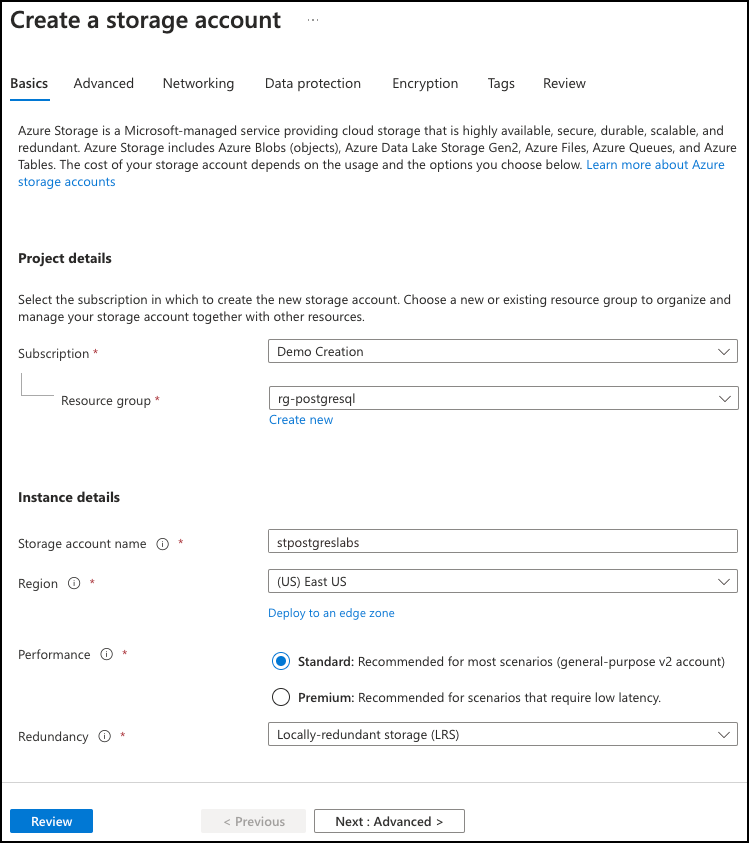 Create a storage account ...
Basics Advanced Networking Data protection Encryption Tags Review
Azure Storage is a Microsoft-managed service providing cloud storage that is highly available, secure, durable, scalable, and
redundant. Azure Storage includes Azure Blobs (objects), Azure Data Lake Storage Gen2, Azure Files, Azure Queues, and Azure
Tables. The cost of your storage account depends on the usage and the options you choose below. Learn more about Azure
storage accounts
Project details
Select the subscription in which to create the new storage account. Choose a new or existing resource group to organize and
manage your storage account together with other resources.
Subscription * Demo Creation
Resource group * rg-postgresql
Create new
Instance details
Storage account name * stpostgreslabs
Region * (US) East US
Deploy to an edge zone
Performance * Standard: Recommended for most scenarios (general-purpose v2 account)
Premium: Recommended for scenarios that require low latency.
Redundancy * Locally-redundant storage (LRS)
Review < Previous Next : Advanced >